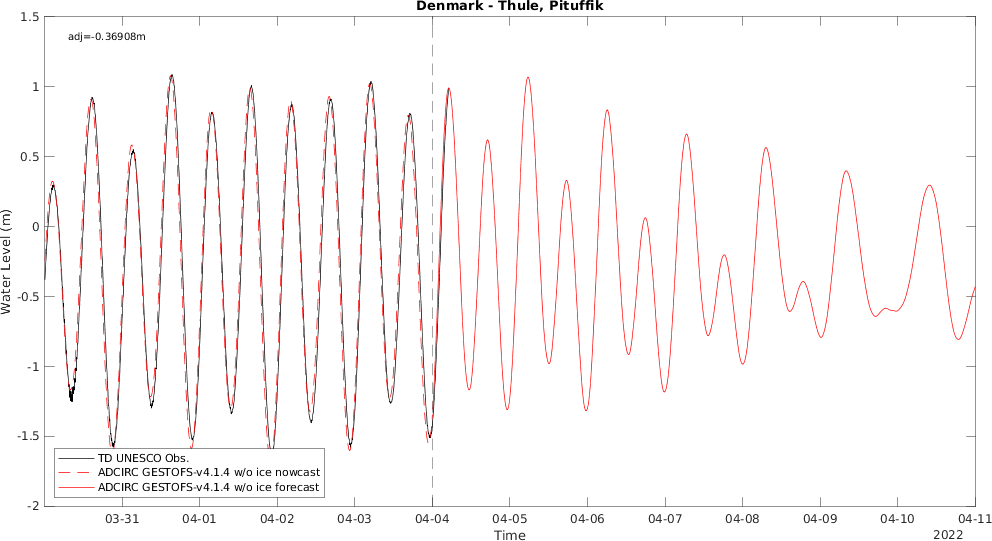 Denmark - Thule, Pituffik
adj=-0.36908m
1.5
1
0.5
0
-0.5
-1
-1.5
-2
Water Level (m)
TD UNESCO Obs.
ADCIRC GESTOFS-v4.1.4 w/o ice nowcast
ADCIRC GESTOFS-v4.1.4 w/o ice forecast
03-31 04-01 04-02 04-03 04-04 04-05 04-06 04-07 04-08 04-09 04-10 04-11
Time
2022